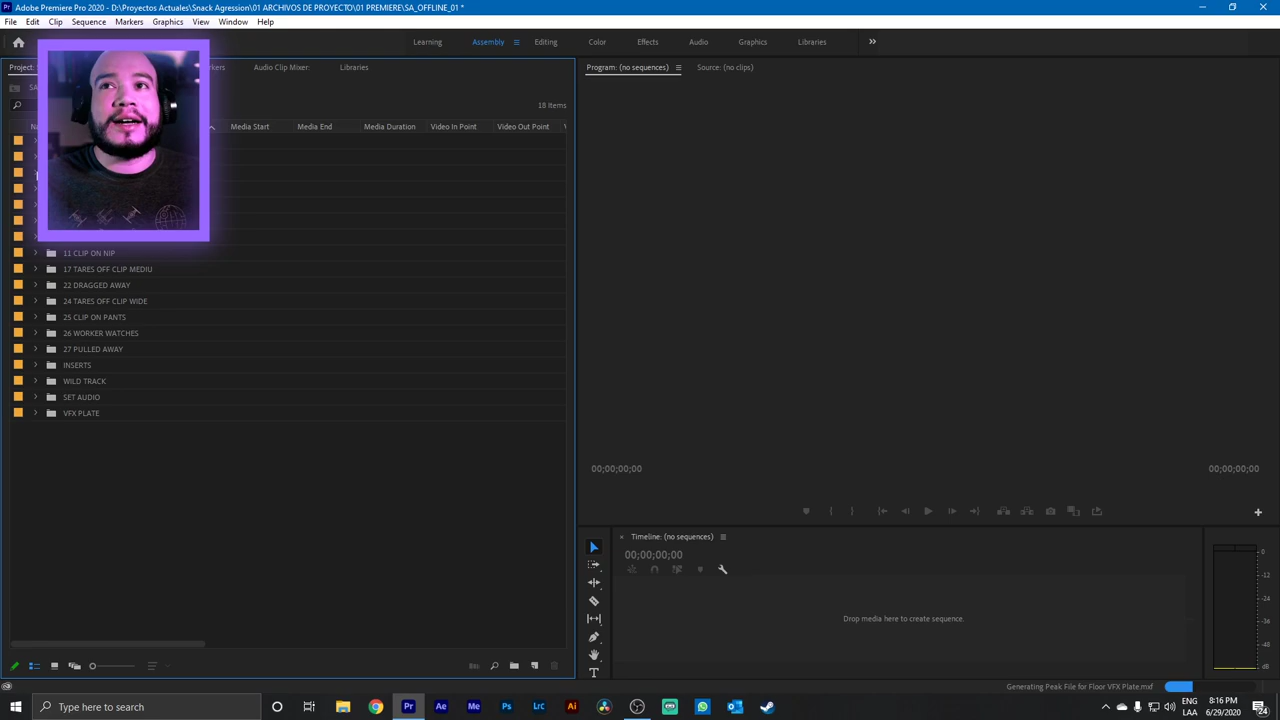 Adobe Premiere Pro 2020 - D:\Proyectos Actuales\Snack Agression\01 ARCHIVOS DE PROYECTO\01 PREMIERE\SA_OFFLINE_01 *
File Edit Clip Sequence Markers Graphics View Window Help
Learning Assembly Editing Color Effects Audio Graphics Libraries
Audio Clip Mixer: Libraries
Program: (no sequences) Source: (no clips)
18 Items
Media Start Media End Media Duration Video In Point Video Out Point
11 CLIP ON NIP
17 TARES OFF CLIP MEDIU
22 DRAGGED AWAY
24 TARES OFF CLIP WIDE
25 CLIP ON PANTS
26 WORKER WATCHES
27 PULLED AWAY
INSERTS
WILD TRACK
SET AUDIO
VFX PLATE
00;00;00;00 00;00;00;00
Timeline: (no sequences)
00;00;00;00
Drop media here to create sequence.
0
-12
-24
-36
-48
dB
Generating Peak File for Floor VFX Plate.mxf
Type here to search
8:16 PM
LAA
6/29/2020